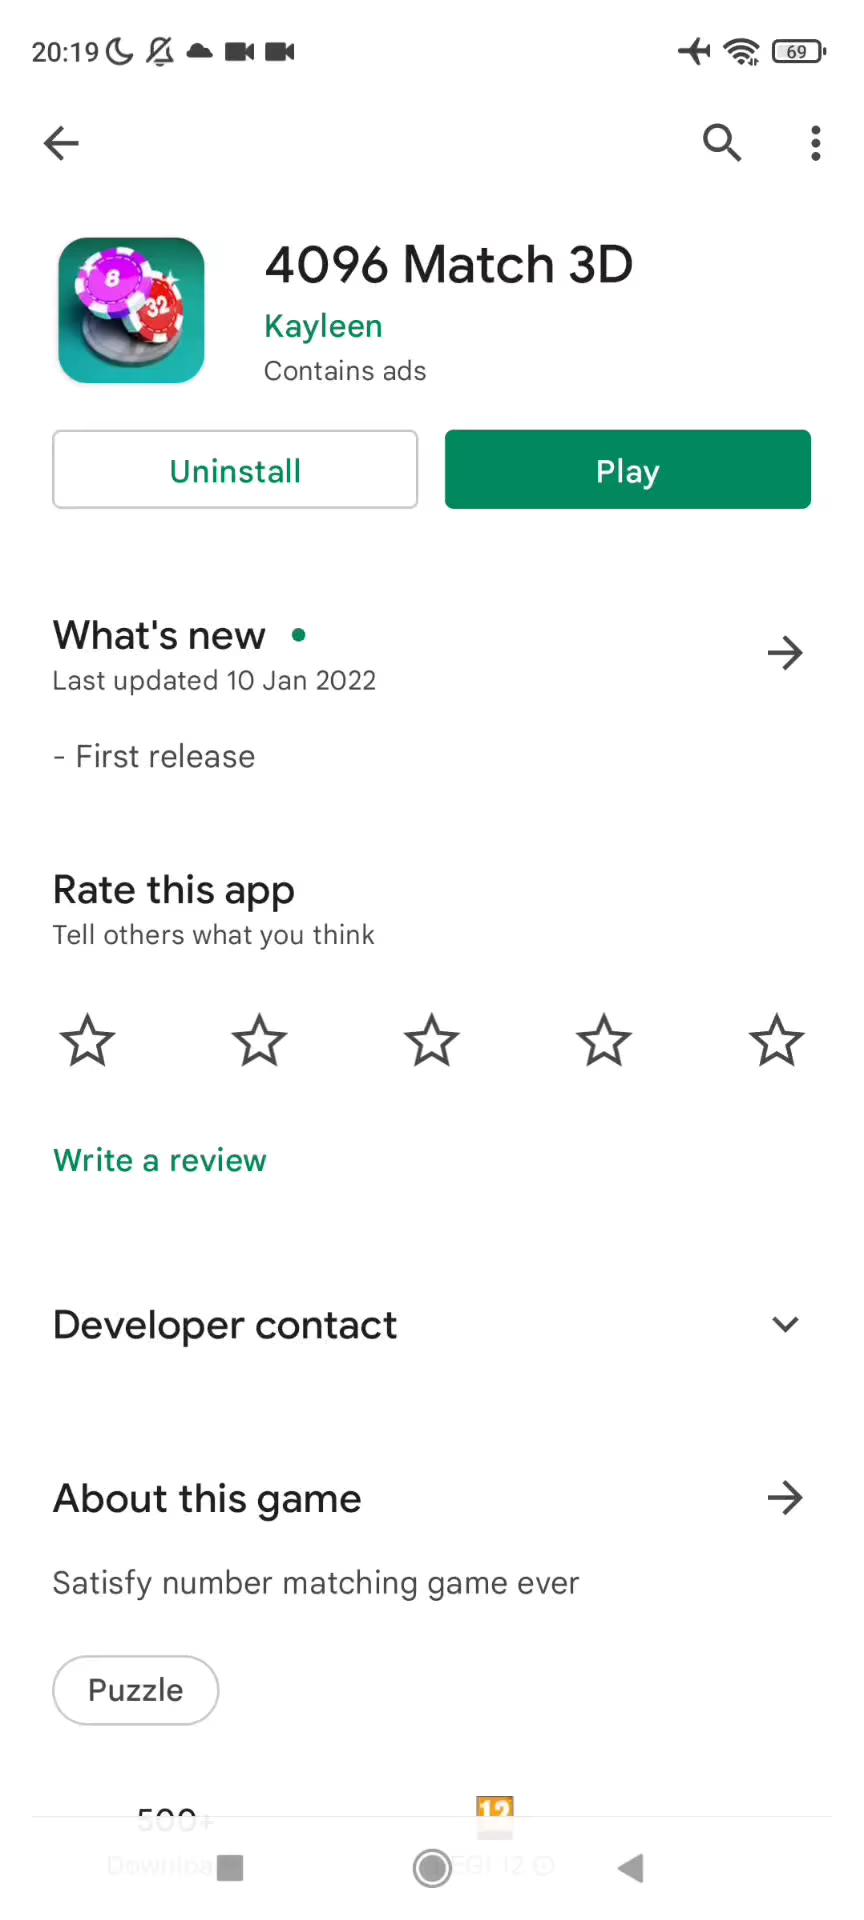 20:19
69
8
32
4096 Match 3D
Kayleen
Contains ads
Uninstall
Play
What's new
Last updated 10 Jan 2022
- First release
Rate this app
Tell others what you think
Write a review
Developer contact
About this game
Satisfy number matching game ever
Puzzle
500+
12